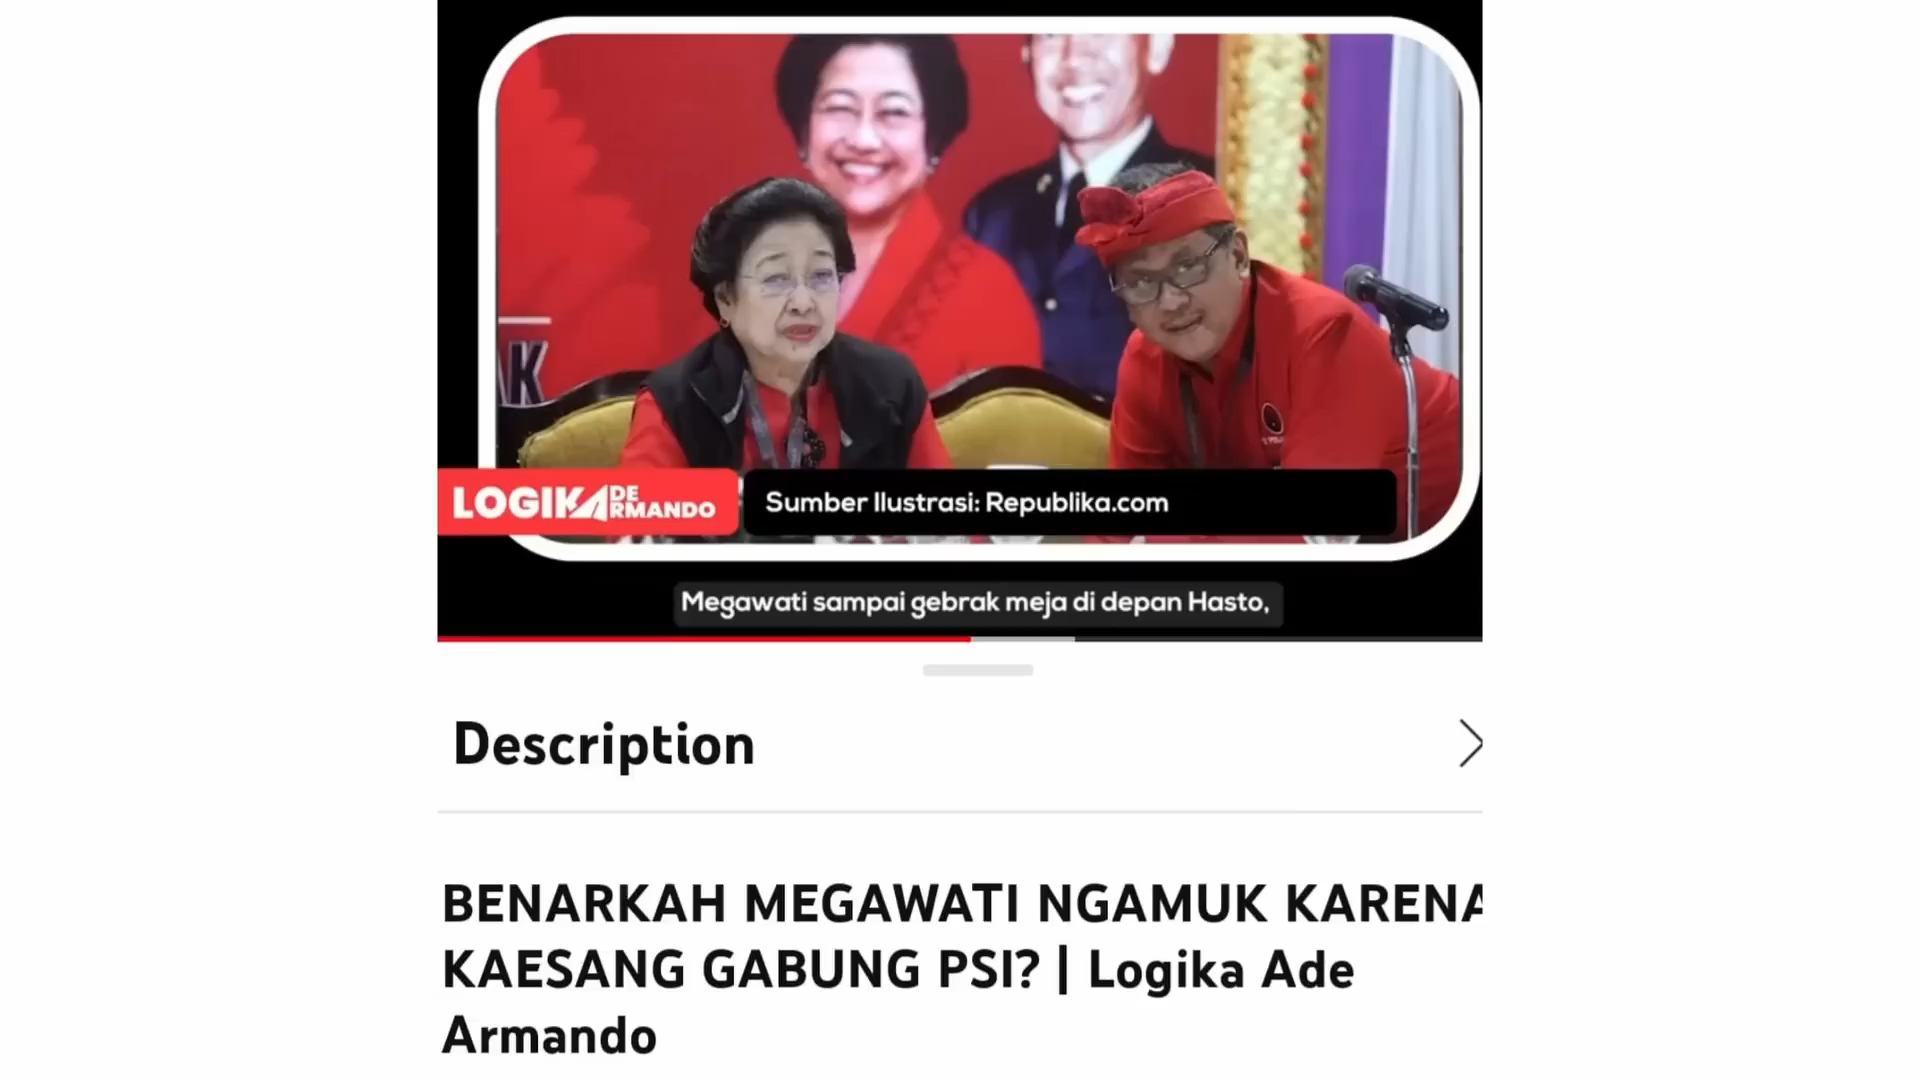 AK
LOGIKA DE ARMANDO
Sumber Ilustrasi: Republika.com
Megawati sampai gebrak meja di depan Hasto,
Description
BENARKAH MEGAWATI NGAMUK KARENA
KAESANG GABUNG PSI? | Logika Ade
Armando